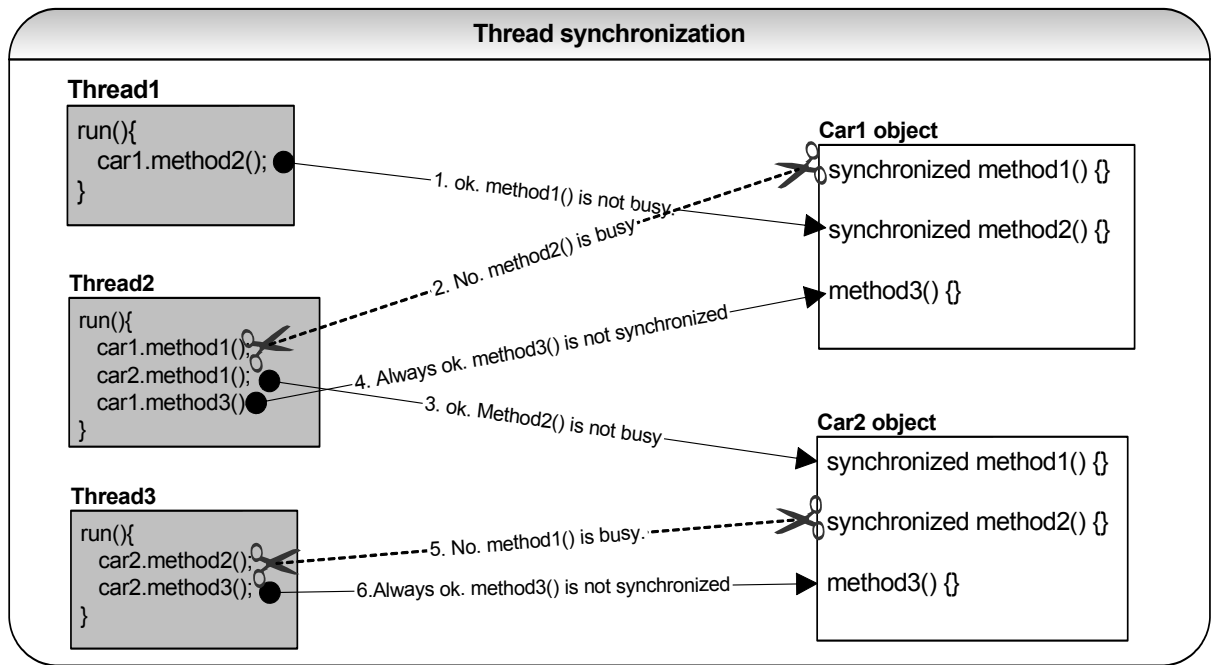 Thread synchronization
Thread1
run(){
car1.method2();
}
Thread2
run(){
car1.method1();
car2.method1();
car1.method3()
}
Thread3
run(){
car2.method2();
car2.method3();
}
1. ok. method1() is not busy.
2. No. method2() is busy
4. Always ok. method3() is not synchronized
3. ok. Method2() is not busy
5. No. method1() is busy.
6.Always ok. method3() is not synchronized
Car1 object
synchronized method1() {}
synchronized method2() {}
method3() {}
Car2 object
synchronized method1() {}
synchronized method2() {}
method3() {}